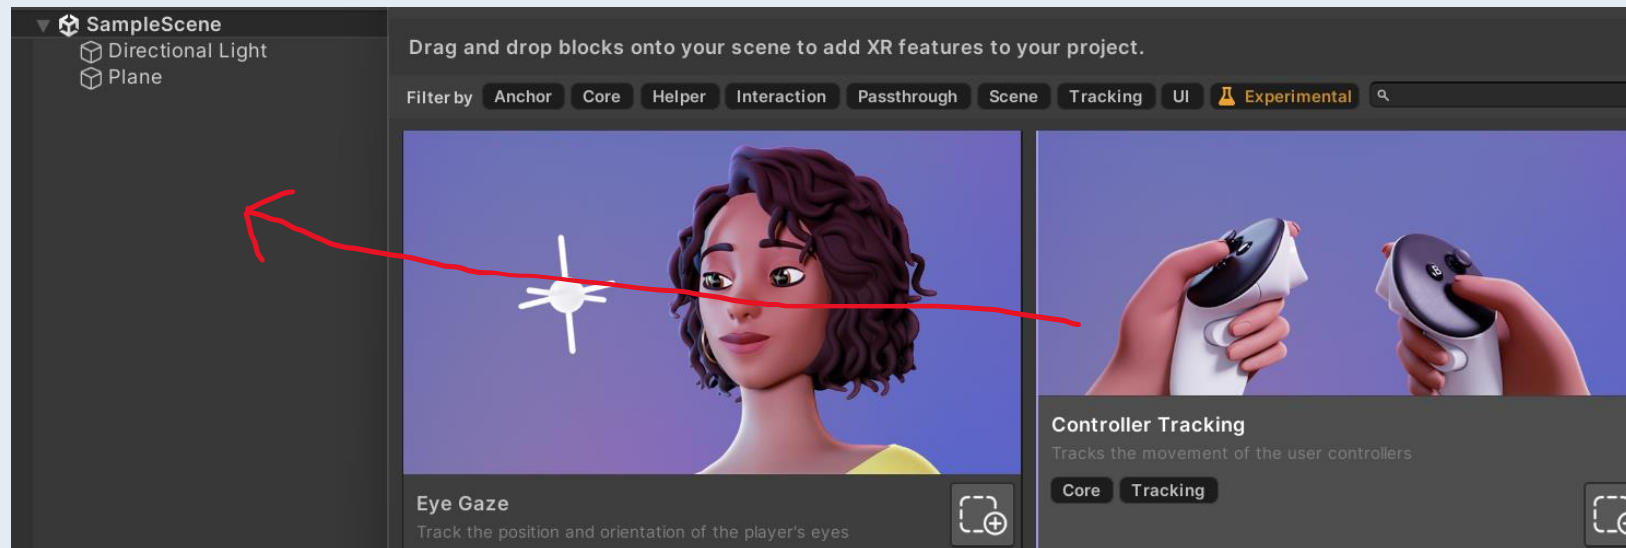 SampleScene
Directional Light
Plane
Drag and drop blocks onto your scene to add XR features to your project.
Filter by Anchor Core Helper Interaction Passthrough Scene Tracking UI Experimental
Eye Gaze
Track the position and orientation of the player's eyes
Controller Tracking
Tracks the movement of the user controllers
Core Tracking